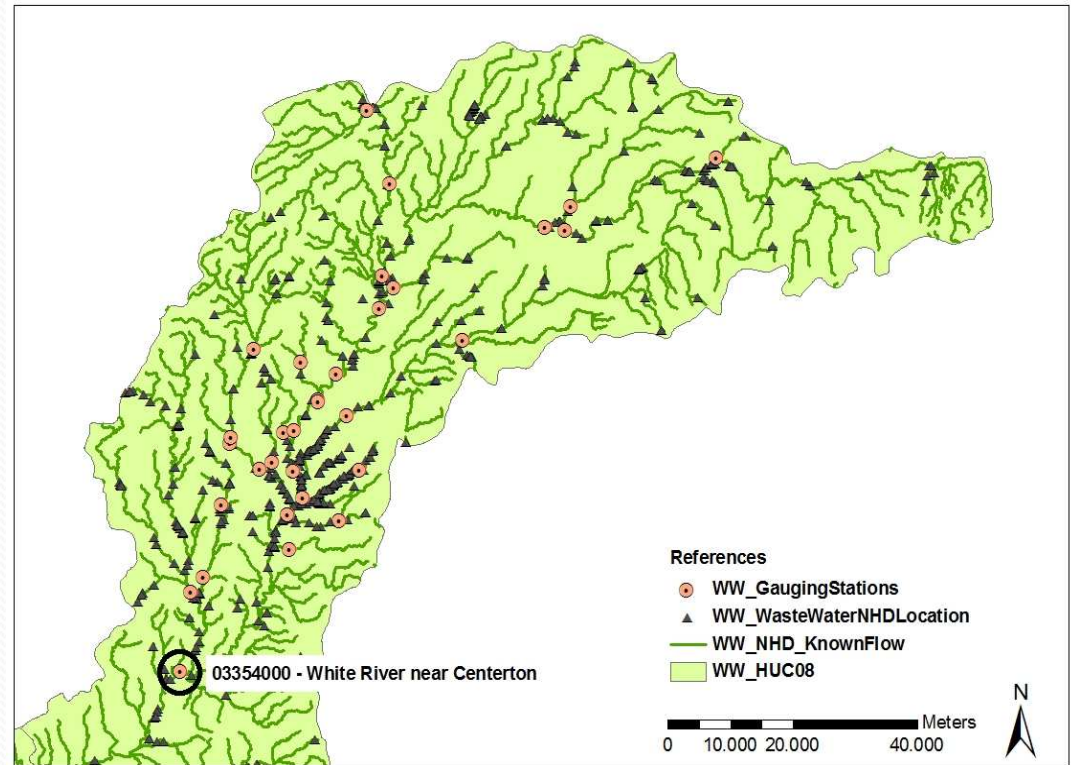 03354000 - White River near Centerton
References
WW_GaugingStations
WW_WasteWaterNHDLocation
WW_NHD_KnownFlow
WW_HUC08
Meters
0 10.000 20.000 40.000
N